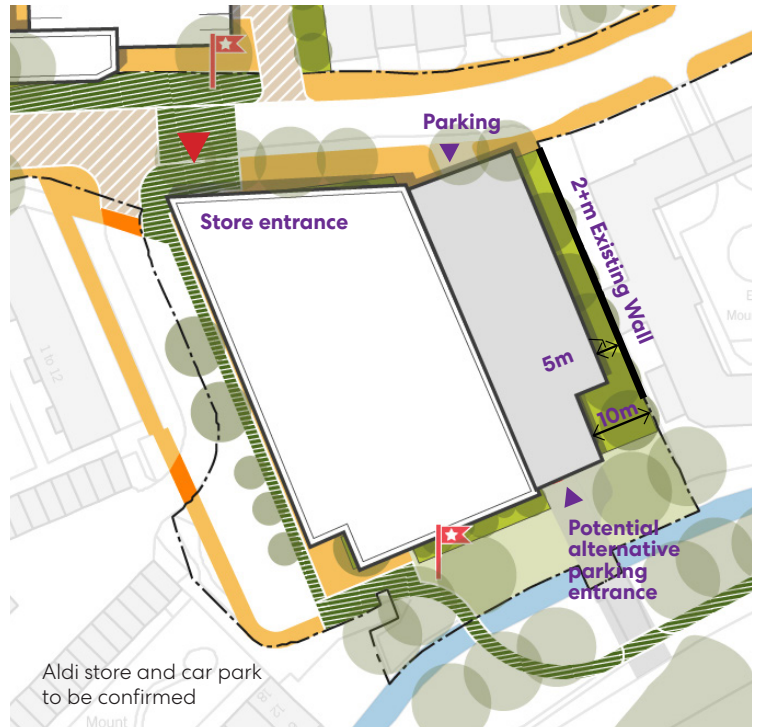 Parking
Store entrance
2+m Existing Wall
5m
10m
1 to 12
Potential
alternative
parking
entrance
Aldi store and car park
to be confirmed
Mount